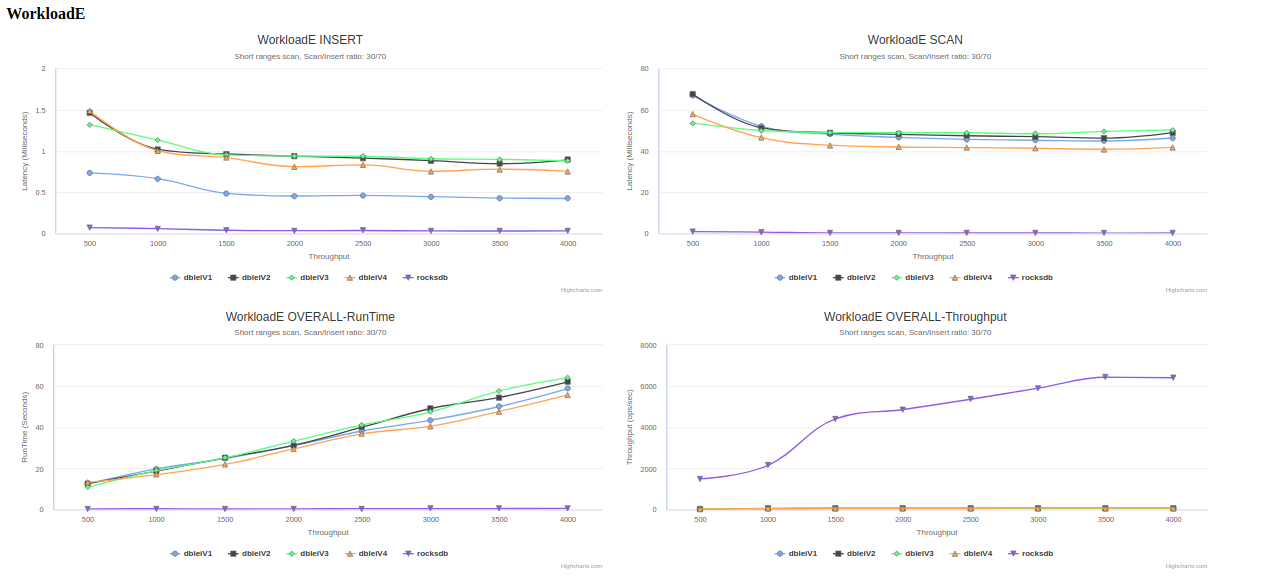 WorkloadE
WorkloadE INSERT
Short ranges scan, Scan/Insert ratio: 30/70
Latency (Milliseconds)
2
1.5
1
0.5
0
500 1000 1500 2000 2500 3000 3500 4000
Throughput
dbleiV1 dbleiV2 dbleiV3 dbleiV4 rocksdb
Highcharts.com
WorkloadE SCAN
Short ranges scan, Scan/Insert ratio: 30/70
Latency (Milliseconds)
80
60
40
20
0
500 1000 1500 2000 2500 3000 3500 4000
Throughput
dbleiV1 dbleiV2 dbleiV3 dbleiV4 rocksdb
Highcharts.com
WorkloadE OVERALL-RunTime
Short ranges scan, Scan/Insert ratio: 30/70
RunTime (Seconds)
80
60
40
20
0
500 1000 1500 2000 2500 3000 3500 4000
Throughput
dbleiV1 dbleiV2 dbleiV3 dbleiV4 rocksdb
Highcharts.com
WorkloadE OVERALL-Throughput
Short ranges scan, Scan/Insert ratio: 30/70
Throughput (ops/sec)
8000
6000
4000
2000
0
500 1000 1500 2000 2500 3000 3500 4000
Throughput
dbleiV1 dbleiV2 dbleiV3 dbleiV4 rocksdb
Highcharts.com